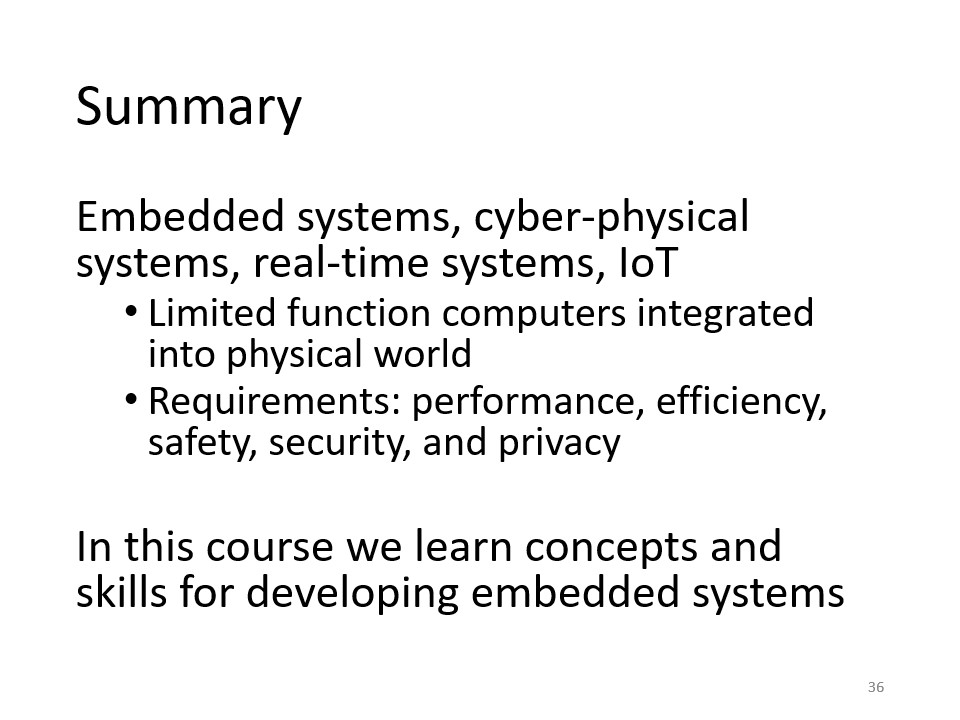 Summary
Embedded systems, cyber-physical
systems, real-time systems, IoT
• Limited function computers integrated
into physical world
• Requirements: performance, efficiency,
safety, security, and privacy
In this course we learn concepts and
skills for developing embedded systems
36